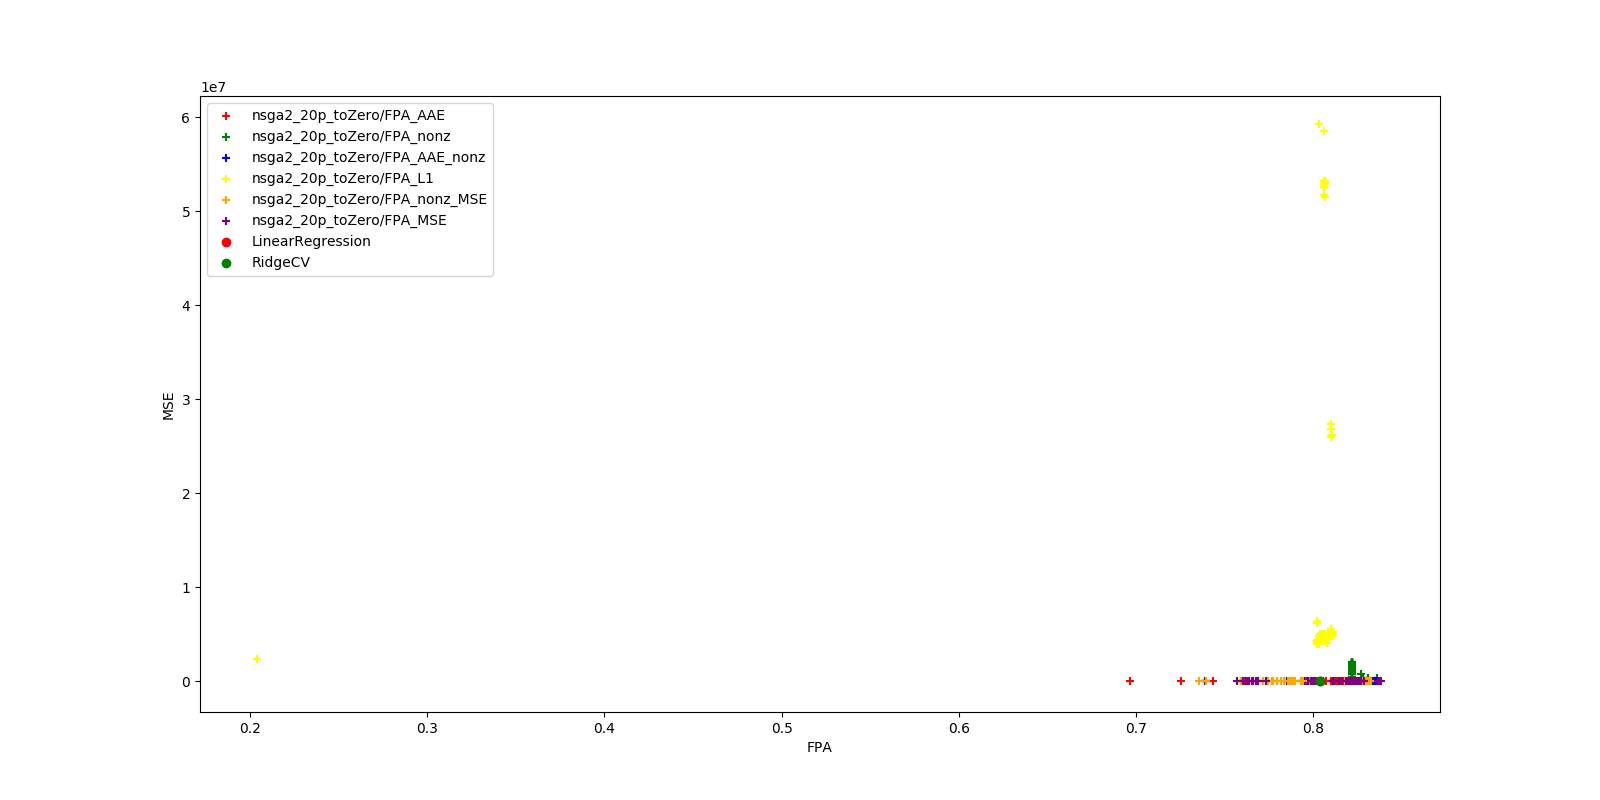 1e7
nsga2_20p_toZero/FPA_AAE
nsga2_20p_toZero/FPA_nonz
nsga2_20p_toZero/FPA_AAE_nonz
nsga2_20p_toZero/FPA_L1
nsga2_20p_toZero/FPA_nonz_MSE
nsga2_20p_toZero/FPA_MSE
LinearRegression
RidgeCV
6
5
4
3
2
1
0
MSE
0.2 0.3 0.4 0.5 0.6 0.7 0.8
FPA